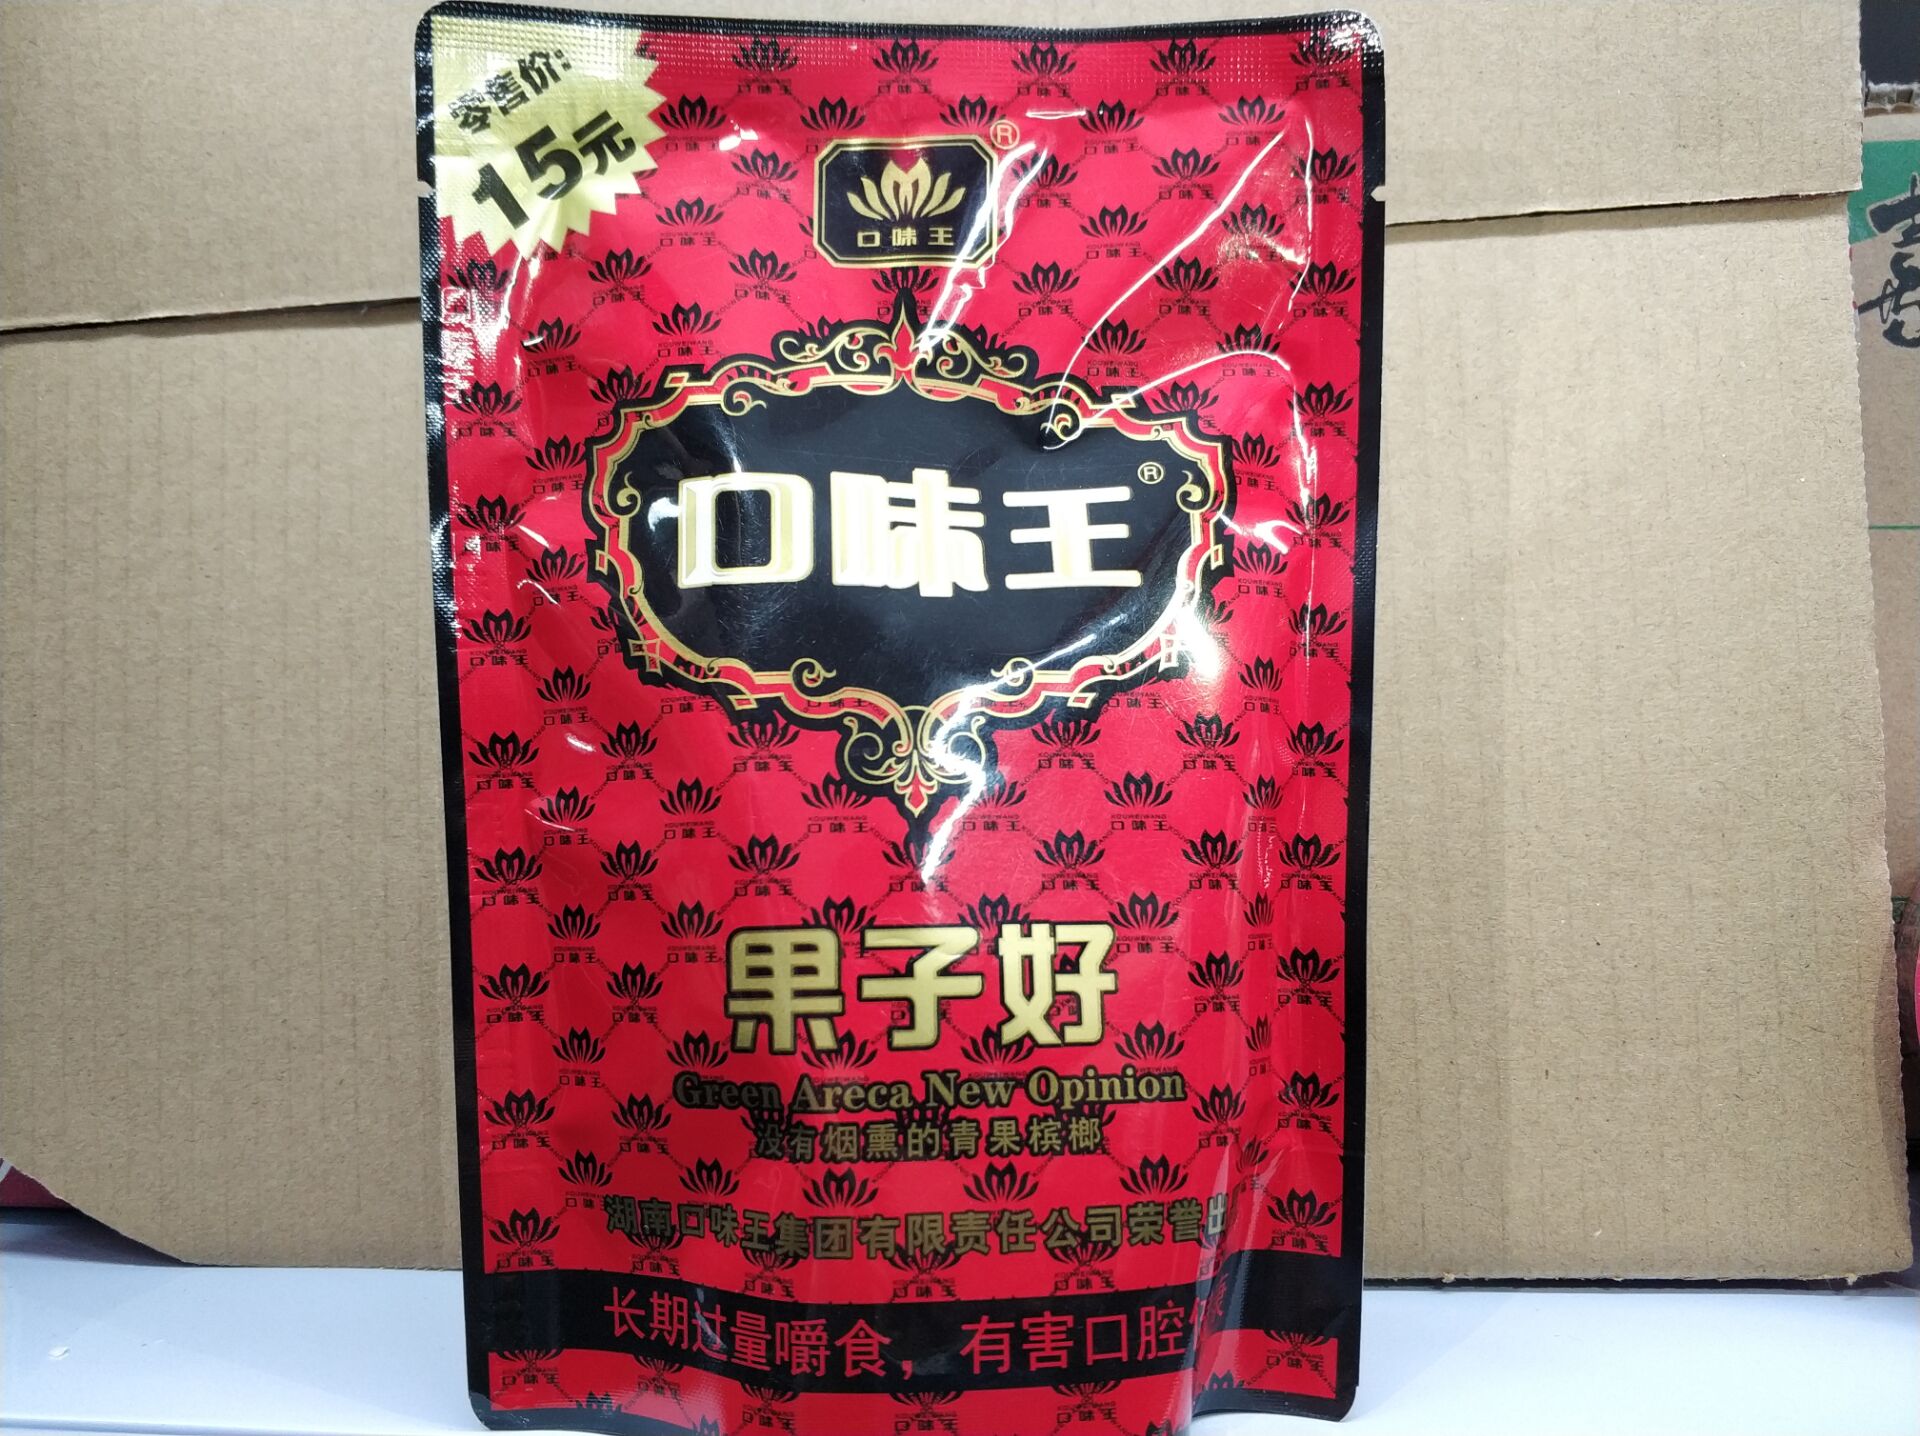 零售价:
15元
口味王
®
口味王®
果子好
Green Areca New Opinion
没有烟熏的青果槟榔
湖南口味王集团有限责任公司荣誉出
长期过量嚼食，有害口腔健康